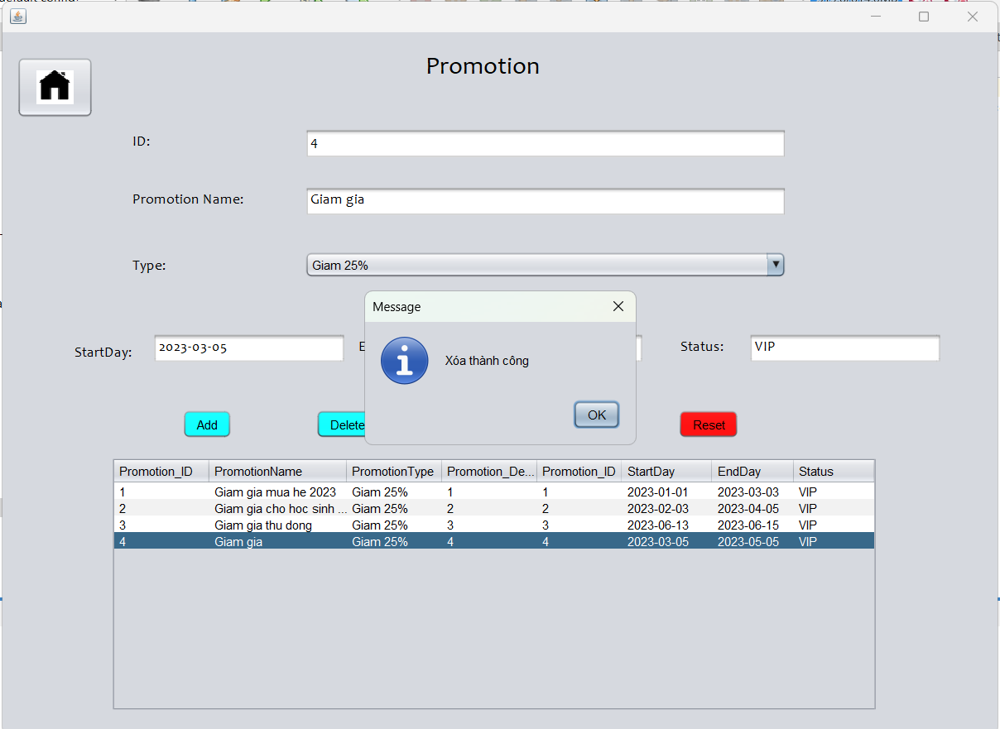 Promotion
ID:
4
Promotion Name:
Giam gia
Type:
Giam 25%
Message
Xóa thành công
OK
StartDay:
2023-03-05
E
Status:
VIP
Add
Delete
Reset
Promotion_ID PromotionName PromotionType Promotion_De... Promotion_ID StartDay EndDay Status
1 Giam gia mua he 2023 Giam 25% 1 1 2023-01-01 2023-03-03 VIP
2 Giam gia cho hoc sinh ... Giam 25% 2 2 2023-02-03 2023-04-05 VIP
3 Giam gia thu dong Giam 25% 3 3 2023-06-13 2023-06-15 VIP
4 Giam gia Giam 25% 4 4 2023-03-05 2023-05-05 VIP